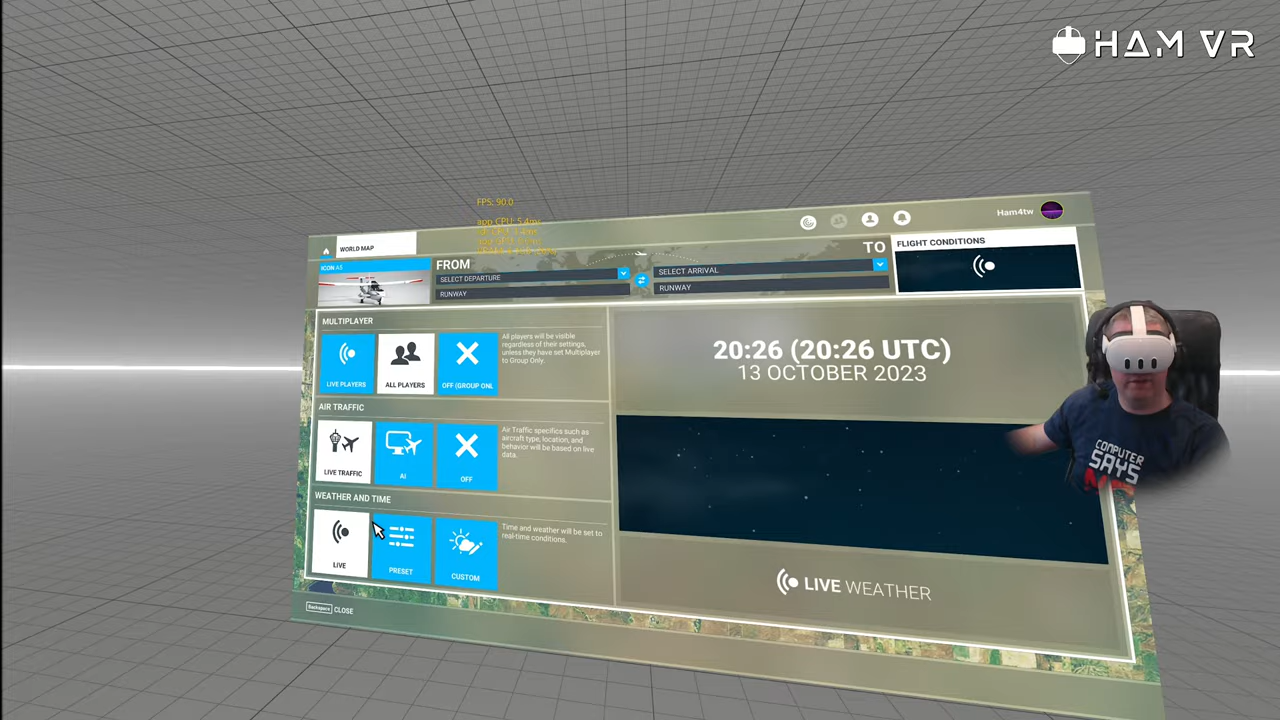 HAM VR
FPS: 90.0
Ham4tw
WORLD MAP
ICON A5
FROM
SELECT DEPARTURE
RUNWAY
TO
SELECT ARRIVAL
RUNWAY
FLIGHT CONDITIONS
MULTIPLAYER
LIVE PLAYERS
ALL PLAYERS
OFF (GROUP ONL
All players will be visible
regardless of their settings,
unless they have set Multiplayer
to Group Only.
AIR TRAFFIC
LIVE TRAFFIC
AI
OFF
Air Traffic specifics such as
aircraft type, location, and
behavior will be based on live
data.
WEATHER AND TIME
LIVE
PRESET
CUSTOM
Time and weather will be set to
real-time conditions.
20:26 (20:26 UTC)
13 OCTOBER 2023
LIVE WEATHER
Backspace CLOSE
COMPUTER
SAYS